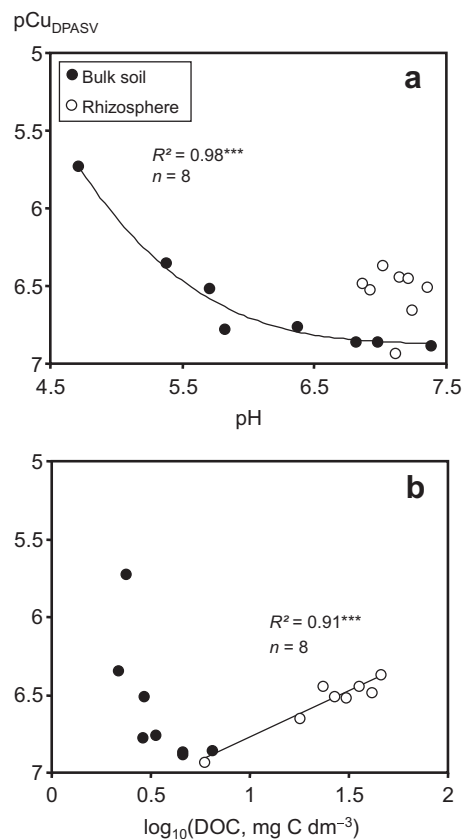 pCu_DPASV
5
Bulk soil
a
Rhizosphere
5.5
R² = 0.98***
n = 8
6
6.5
7
4.5 5.5 6.5 7.5
pH
5
b
5.5
6
R² = 0.91***
n = 8
6.5
7
0 0.5 1 1.5 2
log₁₀(DOC, mg C dm⁻³)